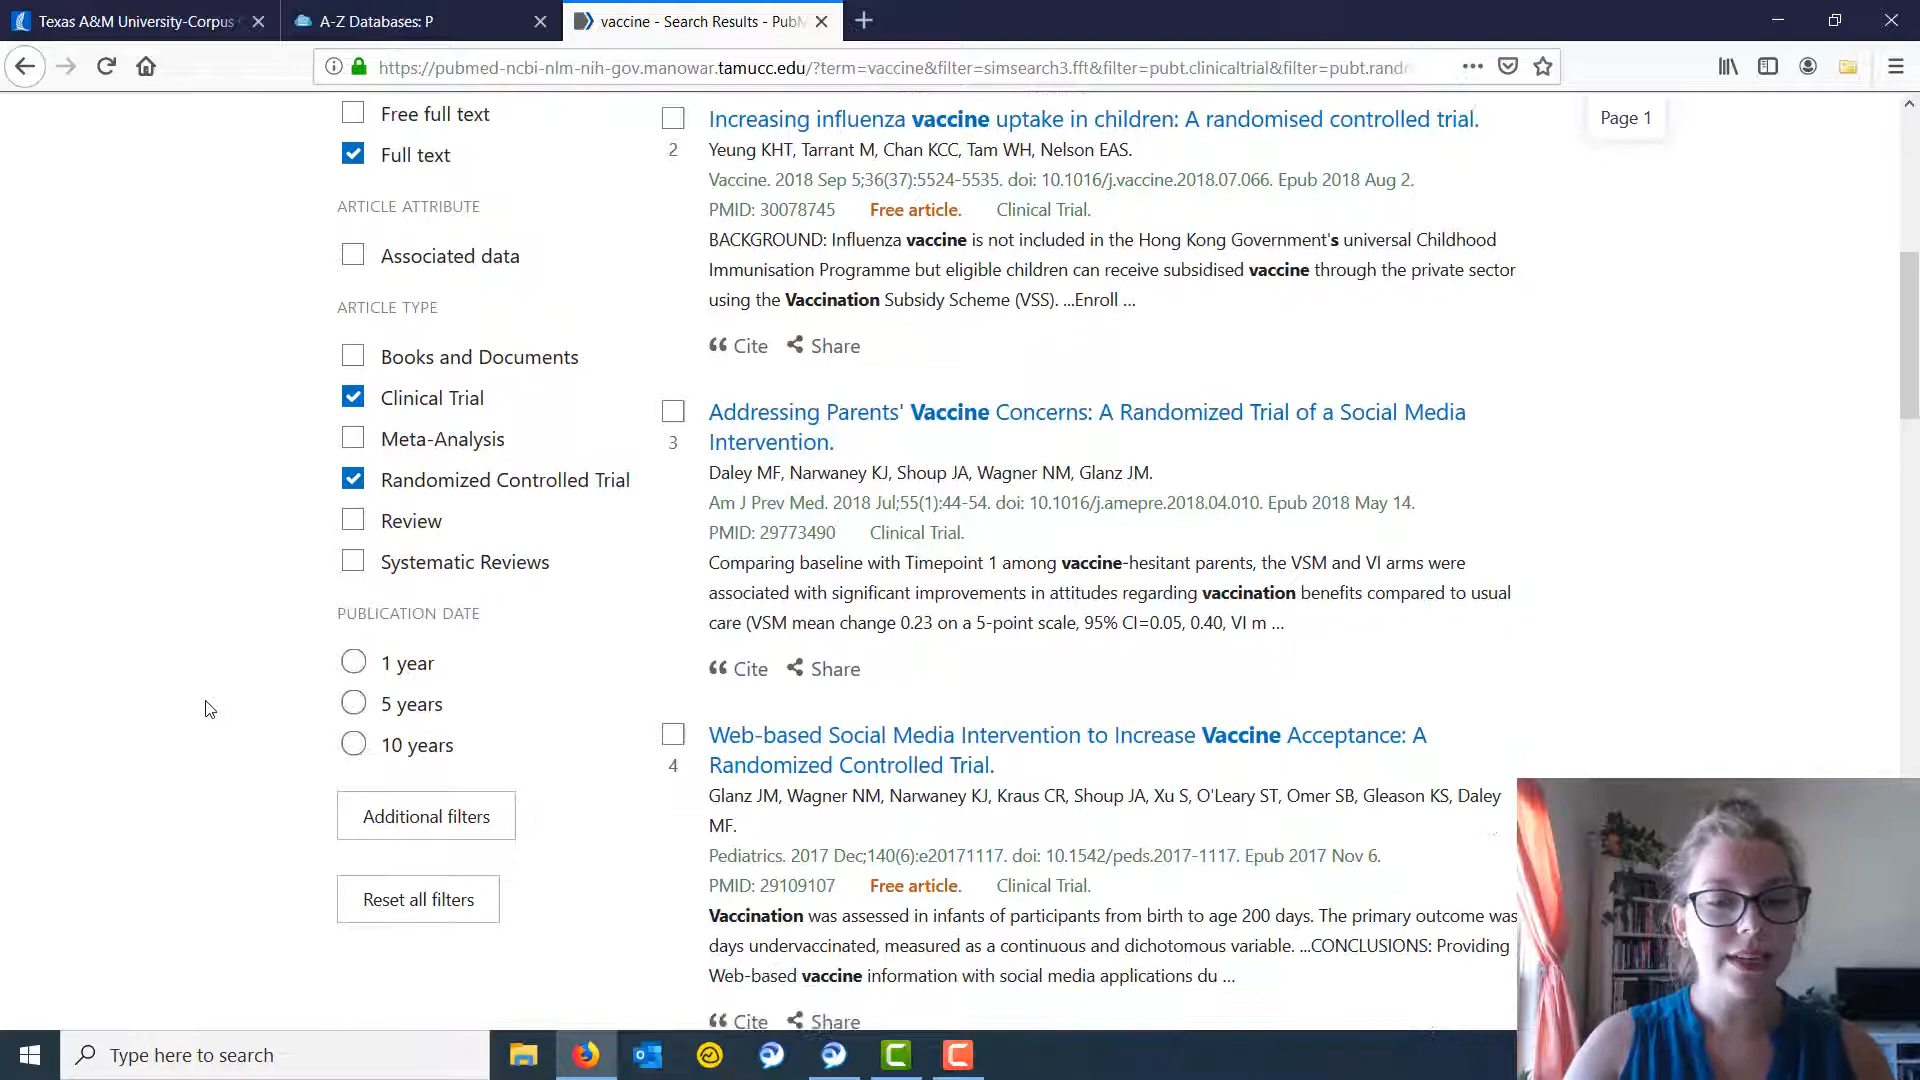 Texas A&M University-Corpus
A-Z Databases: P
vaccine - Search Results - PubM
https://pubmed-ncbi-nlm-nih-gov.manowar.tamucc.edu/?term=vaccine&filter=simsearch3.fft&filter=pubt.clinicaltrial&filter=pubt.rand
Free full text
Full text
ARTICLE ATTRIBUTE
Associated data
ARTICLE TYPE
Books and Documents
Clinical Trial
Meta-Analysis
Randomized Controlled Trial
Review
Systematic Reviews
PUBLICATION DATE
1 year
5 years
10 years
Additional filters
Reset all filters
Increasing influenza vaccine uptake in children: A randomised controlled trial.
2
Yeung KHT, Tarrant M, Chan KCC, Tam WH, Nelson EAS.
Vaccine. 2018 Sep 5;36(37):5524-5535. doi: 10.1016/j.vaccine.2018.07.066. Epub 2018 Aug 2.
PMID: 30078745 Free article. Clinical Trial.
BACKGROUND: Influenza vaccine is not included in the Hong Kong Government's universal Childhood
Immunisation Programme but eligible children can receive subsidised vaccine through the private sector
using the Vaccination Subsidy Scheme (VSS). ...Enroll ...
Cite Share
Addressing Parents' Vaccine Concerns: A Randomized Trial of a Social Media
3 Intervention.
Daley MF, Narwaney KJ, Shoup JA, Wagner NM, Glanz JM.
Am J Prev Med. 2018 Jul;55(1):44-54. doi: 10.1016/j.amepre.2018.04.010. Epub 2018 May 14.
PMID: 29773490 Clinical Trial.
Comparing baseline with Timepoint 1 among vaccine-hesitant parents, the VSM and VI arms were
associated with significant improvements in attitudes regarding vaccination benefits compared to usual
care (VSM mean change 0.23 on a 5-point scale, 95% CI=0.05, 0.40, VI m ...
Cite Share
Web-based Social Media Intervention to Increase Vaccine Acceptance: A
4 Randomized Controlled Trial.
Glanz JM, Wagner NM, Narwaney KJ, Kraus CR, Shoup JA, Xu S, O'Leary ST, Omer SB, Gleason KS, Daley
MF.
Pediatrics. 2017 Dec;140(6):e20171117. doi: 10.1542/peds.2017-1117. Epub 2017 Nov 6.
PMID: 29109107 Free article. Clinical Trial.
Vaccination was assessed in infants of participants from birth to age 200 days. The primary outcome was
days undervaccinated, measured as a continuous and dichotomous variable. ...CONCLUSIONS: Providing
Web-based vaccine information with social media applications du ...
Cite Share
Page 1
Type here to search